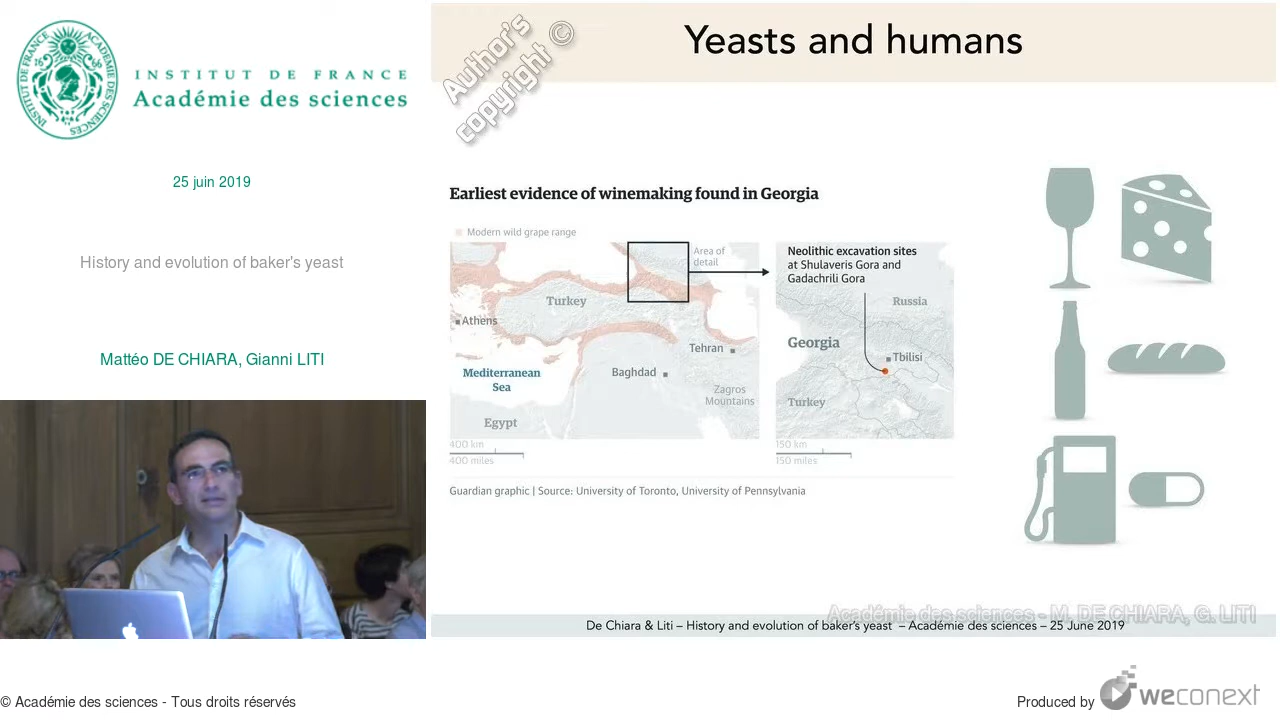 INSTITUT DE FRANCE
Académie des sciences
25 juin 2019
History and evolution of baker's yeast
Mattéo DE CHIARA, Gianni LITI
Author's
copyright ©
Yeasts and humans
Earliest evidence of winemaking found in Georgia
Modern wild grape range
Area of
detail
Turkey
Athens
Tehran
Mediterranean
Sea
Baghdad
Zagros
Mountains
Egypt
400 km
400 miles
Neolithic excavation sites
at Shulaveris Gora and
Gadachrili Gora
Russia
Georgia
Tbilisi
Turkey
150 km
150 miles
Guardian graphic | Source: University of Toronto, University of Pennsylvania
Académie des sciences - M. DE CHIARA, G. LITI
De Chiara & Liti – History and evolution of baker's yeast – Académie des sciences – 25 June 2019
© Académie des sciences - Tous droits réservés
Produced by weconext